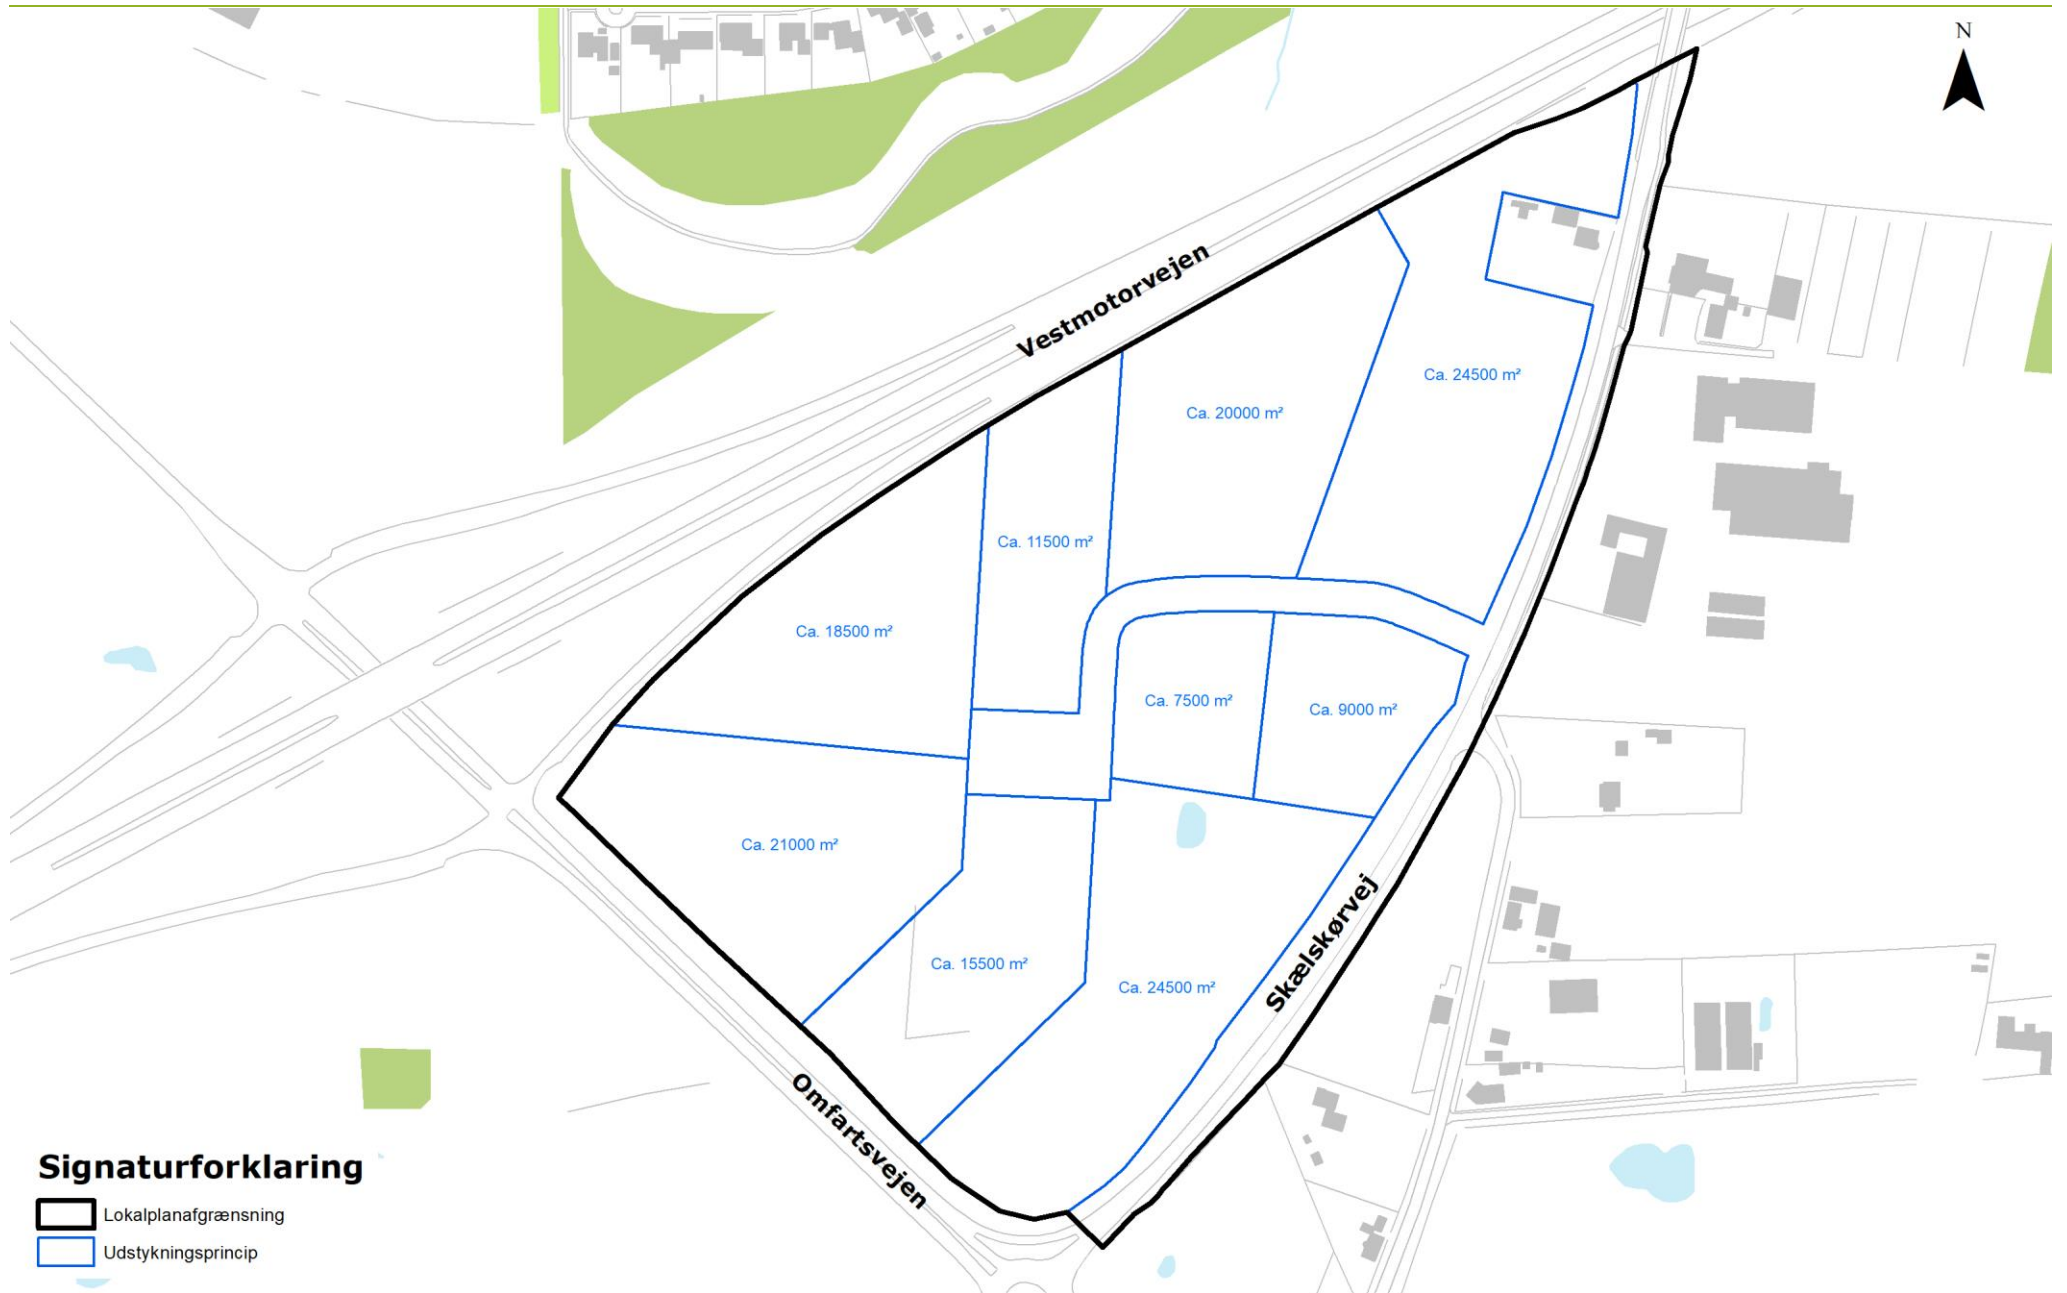 N
Vestmotorvejen
Ca. 24500 m²
Ca. 20000 m²
Ca. 11500 m²
Ca. 18500 m²
Ca. 7500 m²
Ca. 9000 m²
Ca. 21000 m²
Ca. 15500 m²
Ca. 24500 m²
Skælskørvej
Omfartsvejen
Signaturforklaring
Lokalplanafgrænsning
Udstykningsprincip